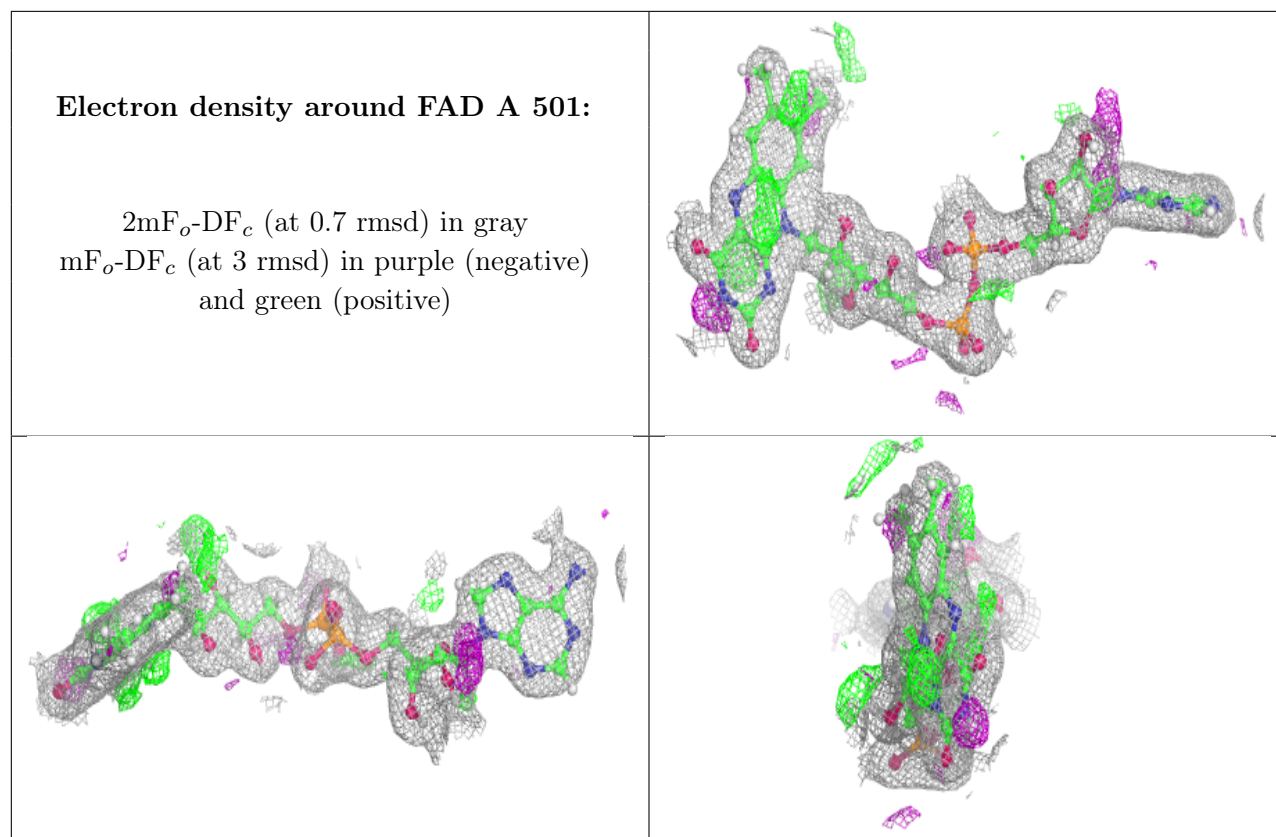 Electron density around FAD A 501:
2mFo-DFc (at 0.7 rmsd) in gray
mFo-DFc (at 3 rmsd) in purple (negative)
and green (positive)